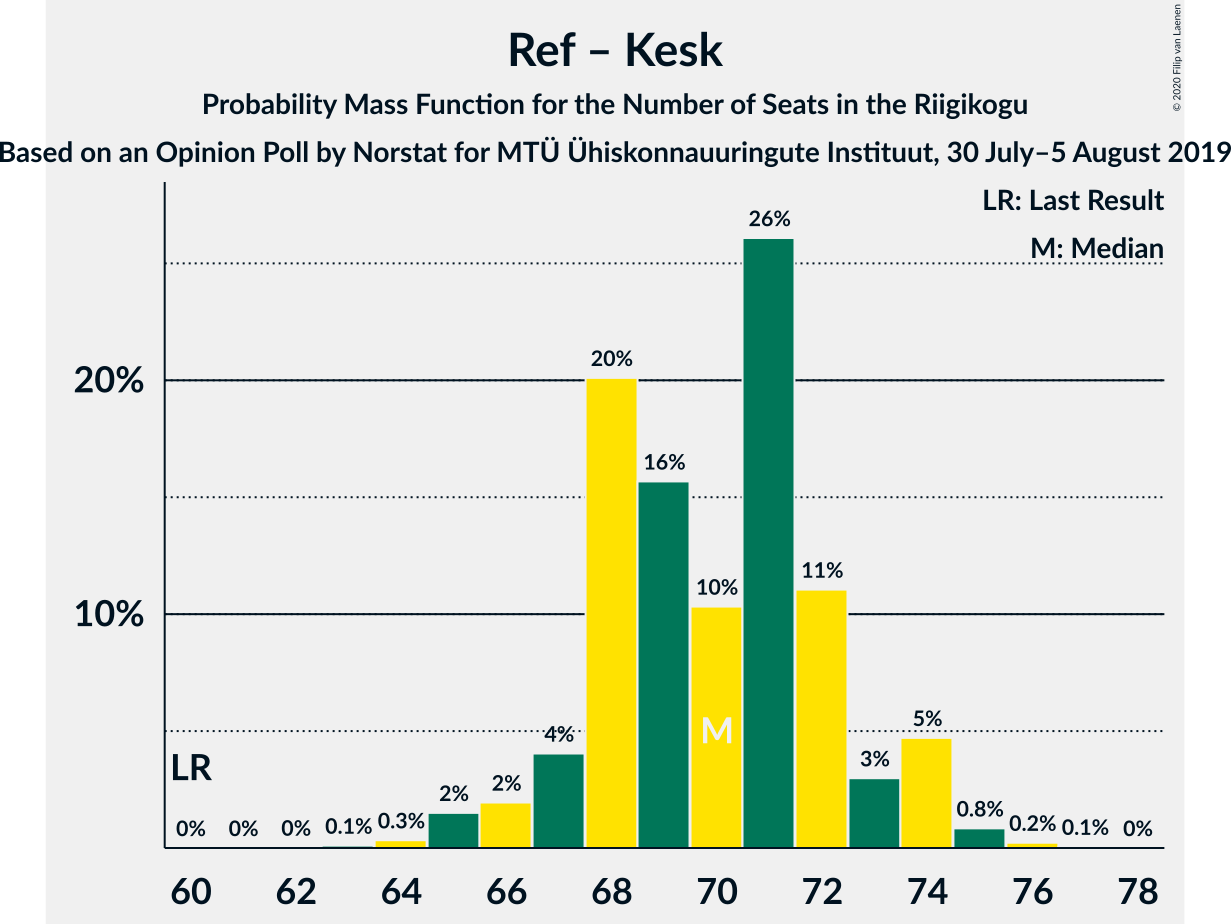 Ref – Kesk
Probability Mass Function for the Number of Seats in the Riigikogu
Based on an Opinion Poll by Norstat for MTÜ Ühiskonnauuringute Instituut, 30 July–5 August 2019
© 2020 Filip van Laenen
LR: Last Result
M: Median
26%
20%
20%
16%
11%
10%
10%
M
5%
4%
3%
LR
2%
2%
0.8%
0%
0%
0%
0.1%
0.3%
0.2%
0.1%
0%
60 62 64 66 68 70 72 74 76 78